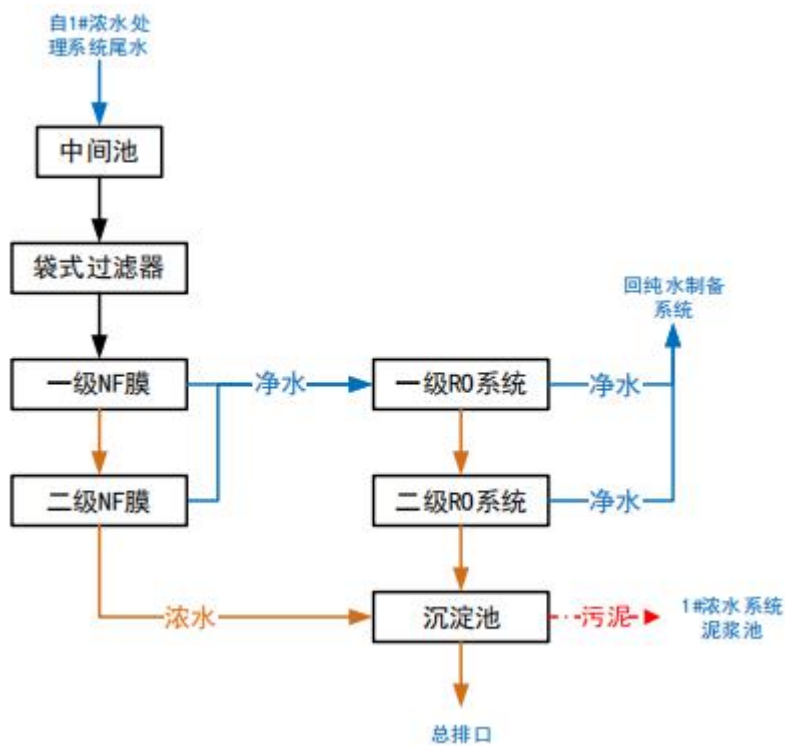 自1#浓水处
理系统尾水
中间池
袋式过滤器
回纯水制备
系统
一级NF膜
净水
一级RO系统
净水
二级NF膜
二级RO系统
净水
浓水
沉淀池
污泥
1#浓水系统
泥浆池
总排口